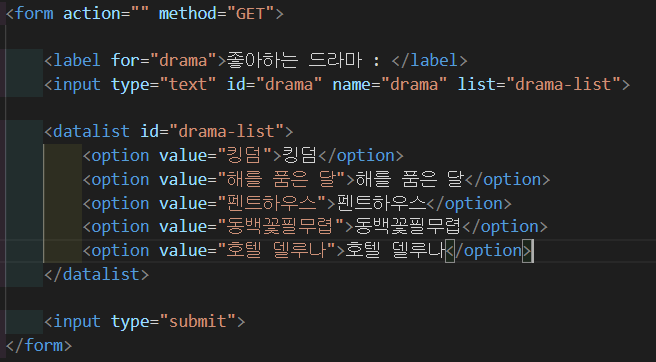 <form action="" method="GET">
<label for="drama">좋아하는 드라마 : </label>
<input type="text" id="drama" name="drama" list="drama-list">
<datalist id="drama-list">
<option value="킹덤">킹덤</option>
<option value="해를 품은 달">해를 품은 달</option>
<option value="펜트하우스">펜트하우스</option>
<option value="동백꽃필무렵">동백꽃필무렵</option>
<option value="호텔 델루나">호텔 델루나</option>
</datalist>
<input type="submit">
</form>